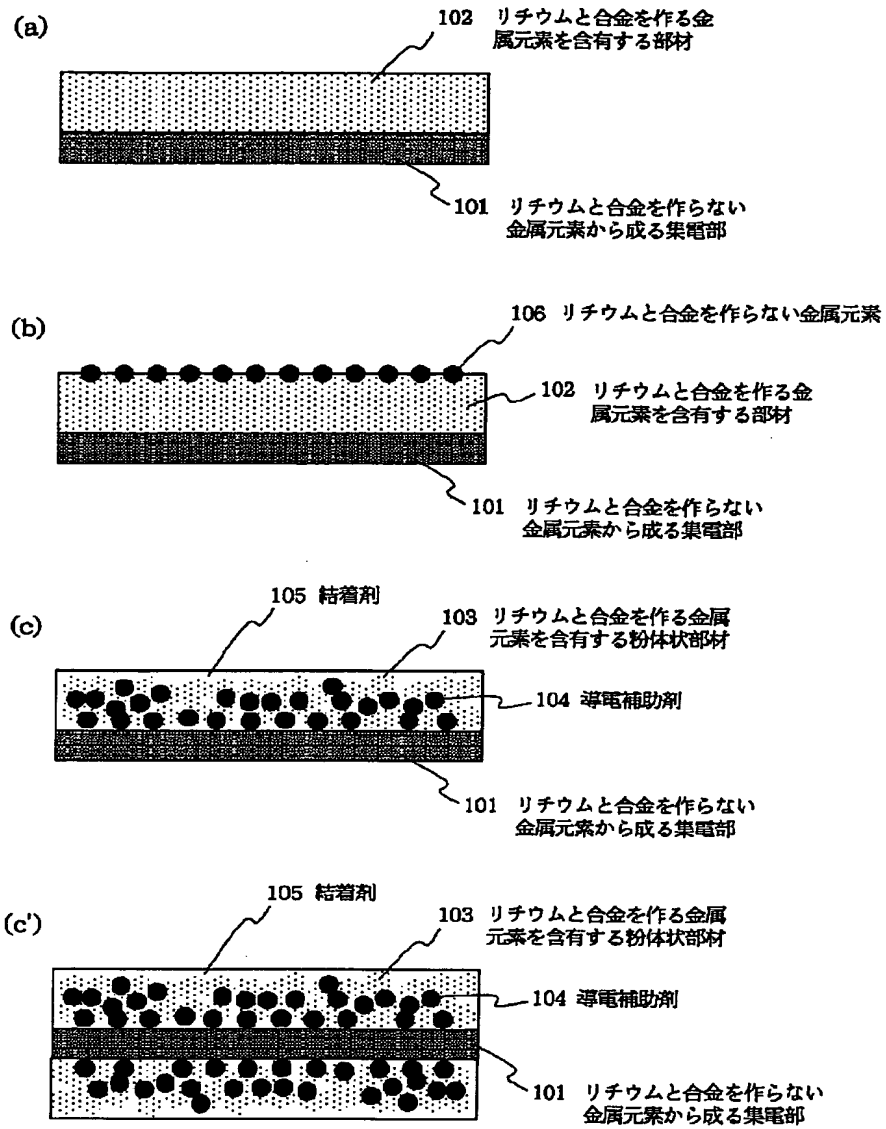 (a)
102 リチウムと合金を作る金
属元素を含有する部材
101 リチウムと合金を作らない
金属元素から成る集電部
(b)
106 リチウムと合金を作らない金属元素
102 リチウムと合金を作る金
属元素を含有する部材
101 リチウムと合金を作らない
金属元素から成る集電部
(c)
105 結着剤
103 リチウムと合金を作る金属
元素を含有する粉体状部材
104 導電補助剤
101 リチウムと合金を作らない
金属元素から成る集電部
(c')
105 結着剤
103 リチウムと合金を作る金属
元素を含有する粉体状部材
104 導電補助剤
101 リチウムと合金を作らない
金属元素から成る集電部